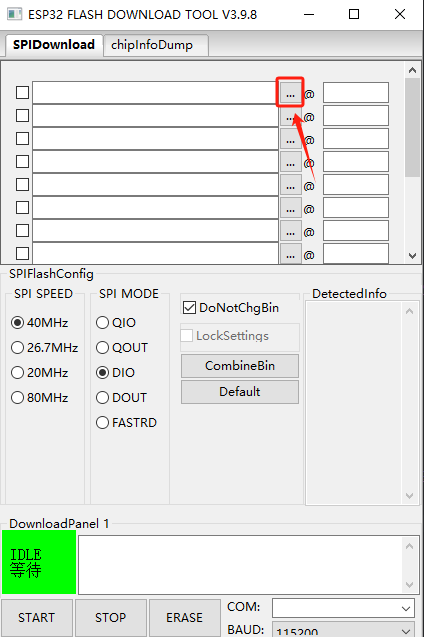 ESP32 FLASH DOWNLOAD TOOL V3.9.8
SPIDownload chipInfoDump
... @
... @
... @
... @
... @
... @
... @
... @
SPIFlashConfig
SPI SPEED SPI MODE DetectedInfo
DoNotChgBin
40MHz QIO
LockSettings
26.7MHz QOUT
CombineBin
20MHz DIO
Default
80MHz DOUT
FASTRD
DownloadPanel 1
IDLE
等待
START STOP ERASE
COM:
BAUD: 115200